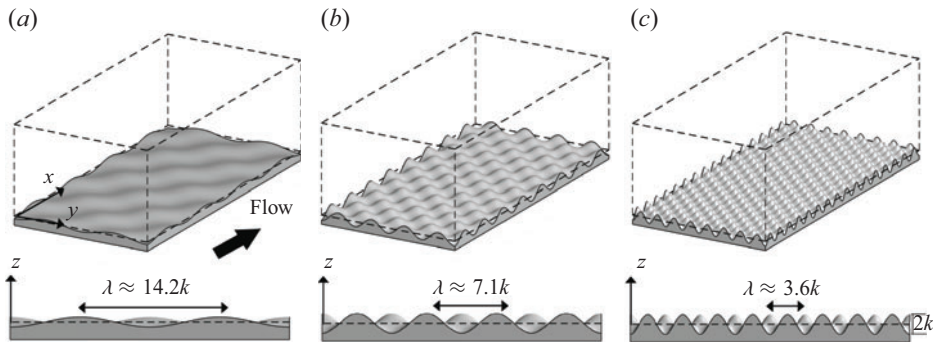 (a)
(b)
(c)
x
y
Flow
z
λ ≈ 14.2k
z
λ ≈ 7.1k
z
λ ≈ 3.6k
2k